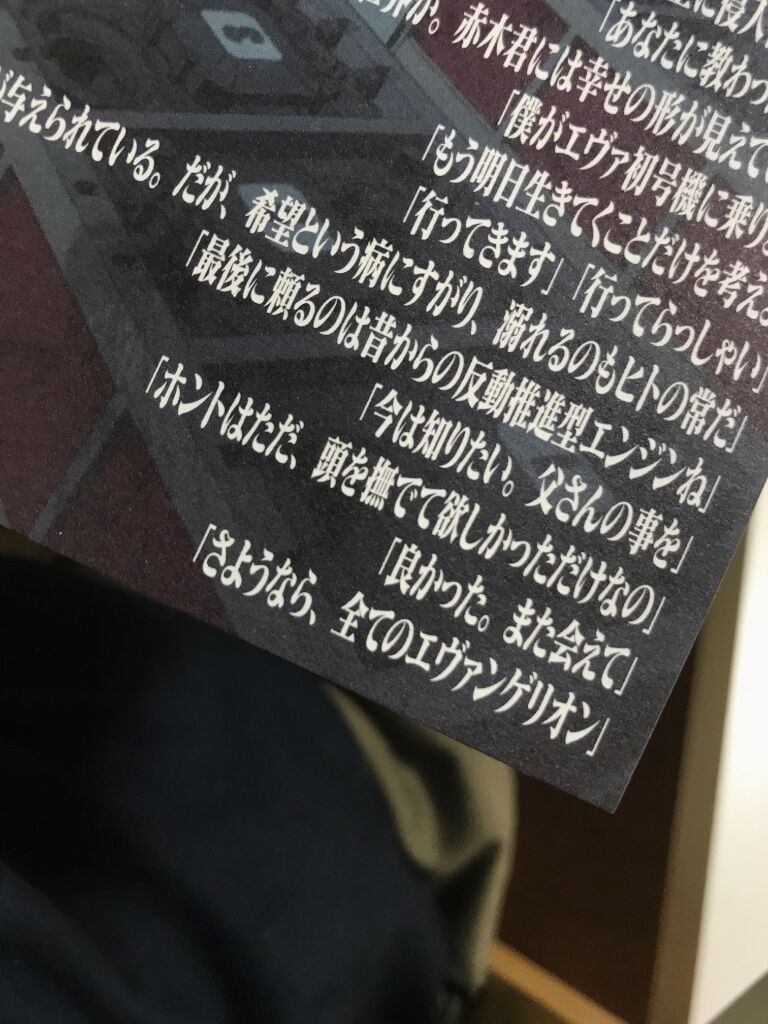 に浸入
「あなたに教わっ
か。赤木君には幸せの形が見えて
「僕がエヴァ初号機に乗り
「もう明日生きてくことだけを考え
「行ってきます」「行ってらっしゃい」
与えられている。だが、希望という病にすがり、溺れるのもヒトの常だ」
「最後に頼るのは昔からの反動推進型エンジンね」
「今は知りたい。父さんの事を」
「ホントはただ、頭を撫でて欲しかっただけなの」
「良かった。また会えて」
「さようなら、全てのエヴァンゲリオン」